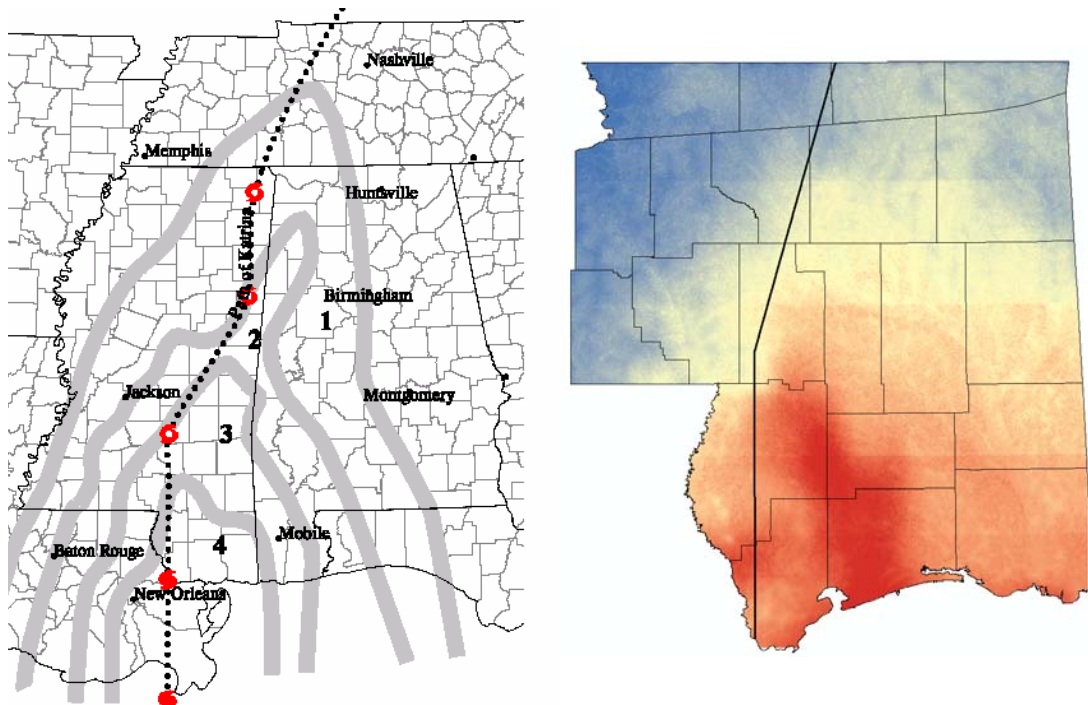 Nashville
Memphis
Huntsville
Path of Katrina
Birmingham
1
2
Jackson
Montgomery
3
4
Mobile
Baton Rouge
New Orleans